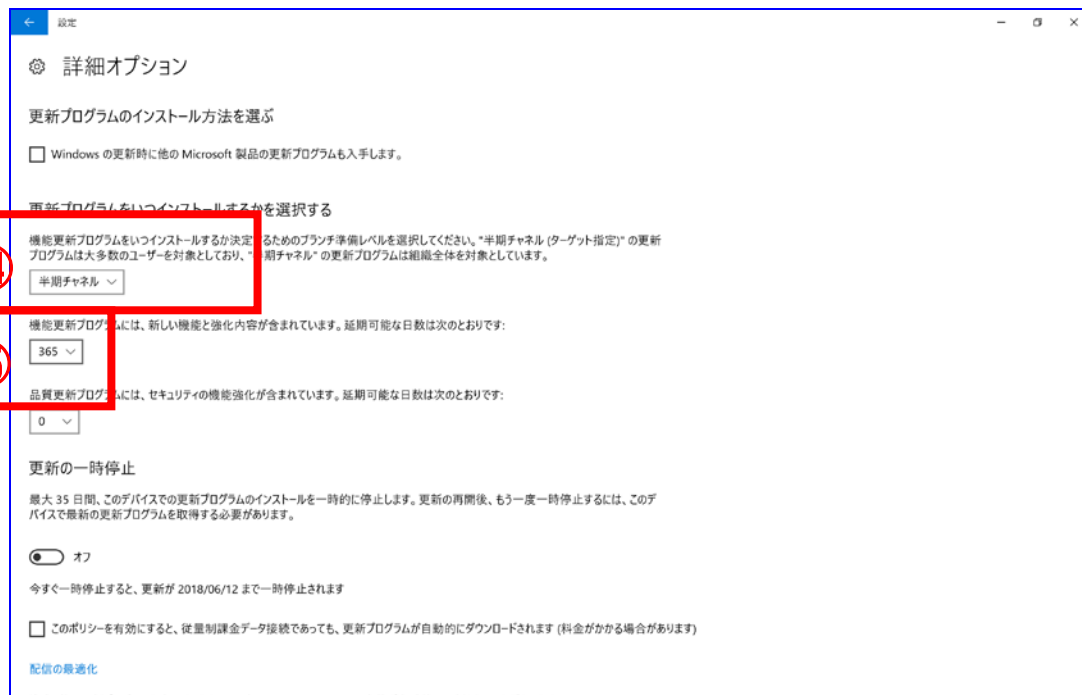 設定
詳細オプション
更新プログラムのインストール方法を選ぶ
Windows の更新時に他の Microsoft 製品の更新プログラムも入手します。
更新プログラムをいつインストールするかを選択する
機能更新プログラムをいつインストールするか決定するためのブランチ準備レベルを選択してください。"半期チャネル (ターゲット指定)" の更新
プログラムは大多数のユーザーを対象としており、"半期チャネル" の更新プログラムは組織全体を対象としています。
半期チャネル
機能更新プログラムには、新しい機能と強化内容が含まれています。延期可能な日数は次のとおりです:
365
品質更新プログラムには、セキュリティの機能強化が含まれています。延期可能な日数は次のとおりです:
0
更新の一時停止
最大 35 日間、このデバイスでの更新プログラムのインストールを一時的に停止します。更新の再開後、もう一度一時停止するには、このデ
バイスで最新の更新プログラムを取得する必要があります。
オフ
今すぐ一時停止すると、更新が 2018/06/12 まで一時停止されます
このポリシーを有効にすると、従量制課金データ接続であっても、更新プログラムが自動的にダウンロードされます (料金がかかる場合があります)
配信の最適化